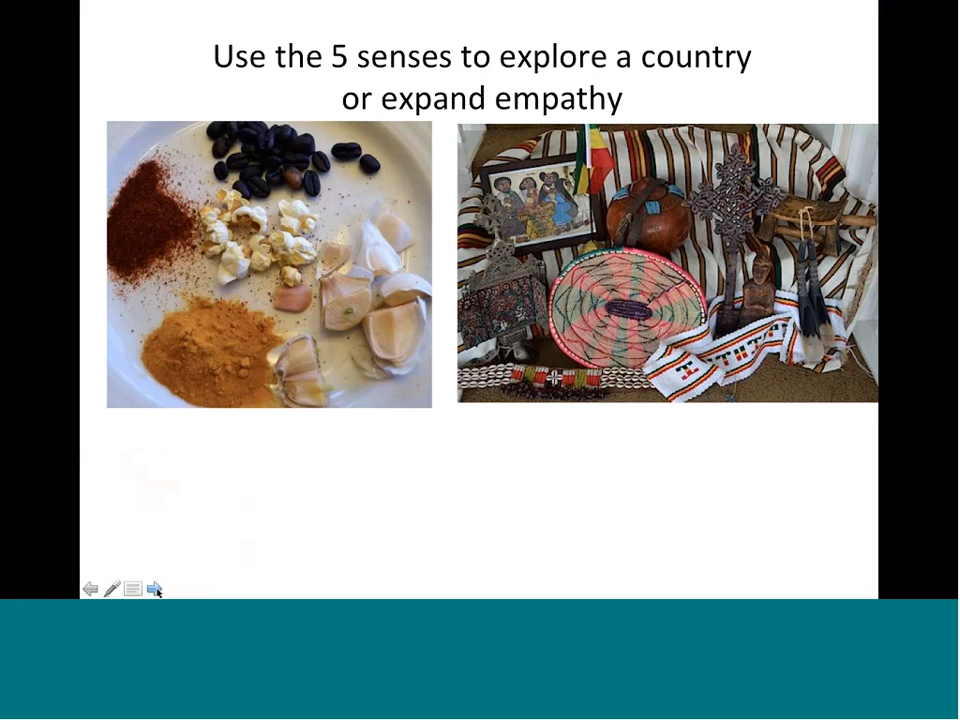 Use the 5 senses to explore a country
or expand empathy